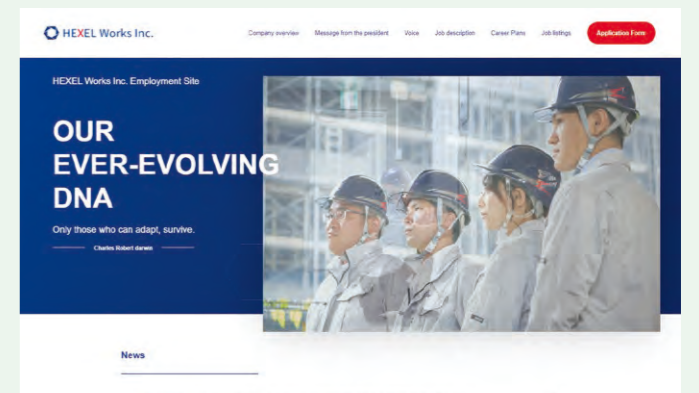 HEXEL Works Inc.
Company overview
Message from the president
Voice
Job description
Career Plans
Job listings
Application Form
HEXEL Works Inc. Employment Site
OUR
EVER-EVOLVING
DNA
Only those who can adapt, survive.
Charles Robert darwin
News